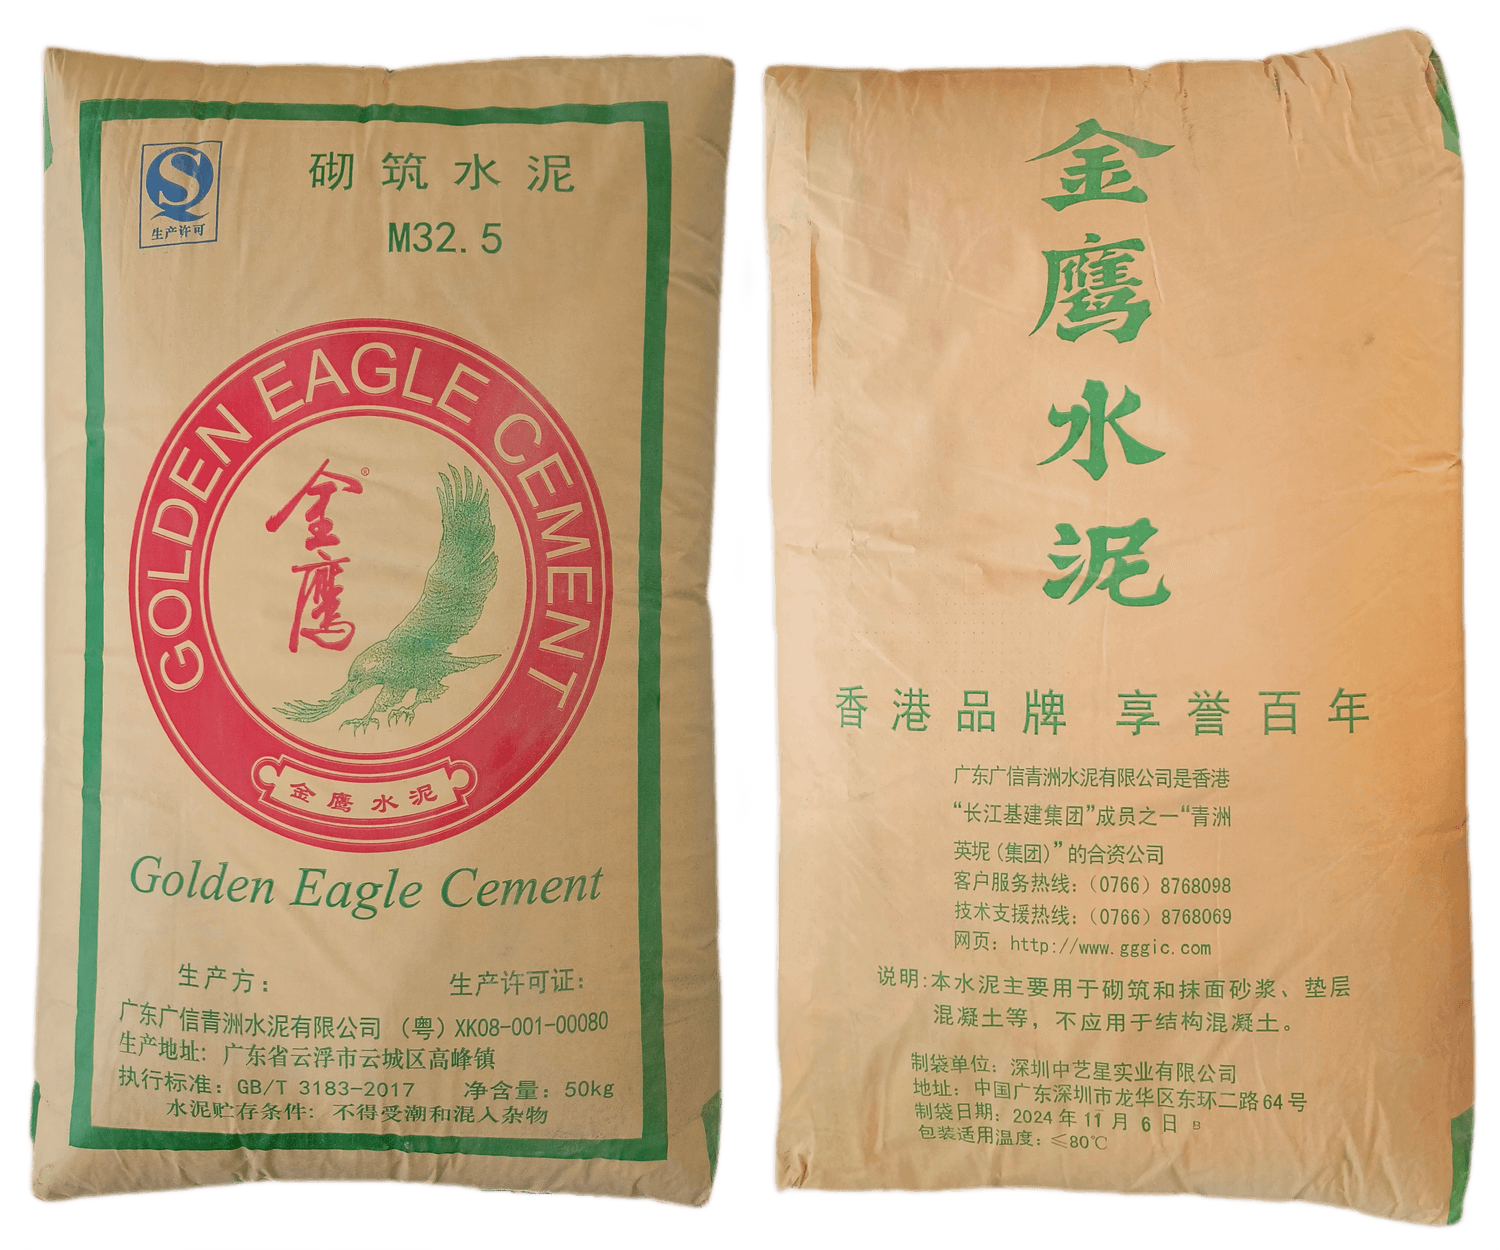 S
生产许可
砌筑水泥
M32.5
GOLDEN EAGLE CEMENT
金鹰®
金鹰水泥
Golden Eagle Cement
生产方：
生产许可证：
广东广信青洲水泥有限公司
（粤）XK08-001-00080
生产地址：广东省云浮市云城区高峰镇
执行标准：GB/T 3183-2017 净含量：50kg
水泥贮存条件：不得受潮和混入杂物
金鹰水泥
香港品牌 享誉百年
广东广信青洲水泥有限公司是香港
“长江基建集团”成员之一“青洲
英坭（集团）”的合资公司
客户服务热线：（0766）8768098
技术支援热线：（0766）8768069
网页：http://www.gggic.com
说明：本水泥主要用于砌筑和抹面砂浆、垫层
混凝土等，不应用于结构混凝土。
制袋单位：深圳中艺星实业有限公司
地址：中国广东深圳市龙华区东环二路64号
制袋日期：2024年11月6日 B
包装适用温度：≤80℃